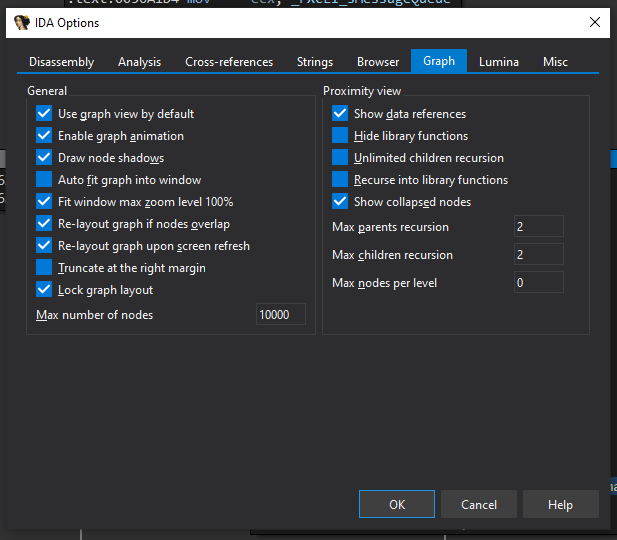 IDA Options
Disassembly Analysis Cross-references Strings Browser Graph Lumina Misc
General
Use graph view by default
Enable graph animation
Draw node shadows
Auto fit graph into window
Fit window max zoom level 100%
Re-layout graph if nodes overlap
Re-layout graph upon screen refresh
Truncate at the right margin
Lock graph layout
Max number of nodes 10000
Proximity view
Show data references
Hide library functions
Unlimited children recursion
Recurse into library functions
Show collapsed nodes
Max parents recursion 2
Max children recursion 2
Max nodes per level 0
OK Cancel Help